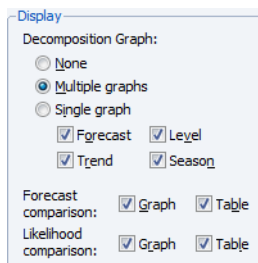 Display
Decomposition Graph:
None
Multiple graphs
Single graph
Forecast Level
Trend Season
Forecast
comparison: Graph Table
Likelihood
comparison: Graph Table